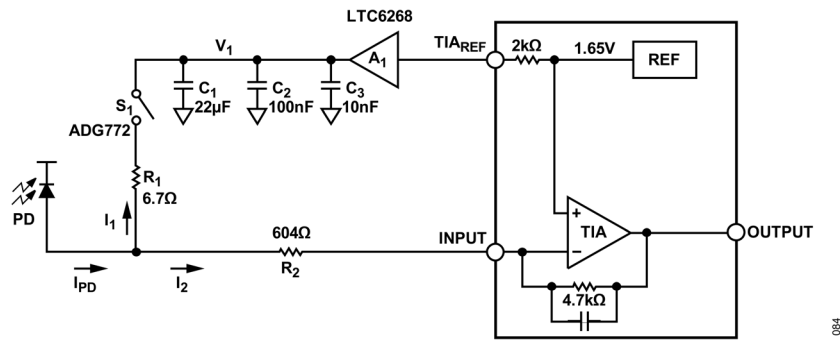 LTC6268
V1
A1
TIAREF
2kΩ
1.65V
REF
C1
22µF
C2
100nF
C3
10nF
S1
ADG772
R1
6.7Ω
PD
I1
604Ω
INPUT
+
TIA
−
OUTPUT
IPD
I2
R2
4.7kΩ
084